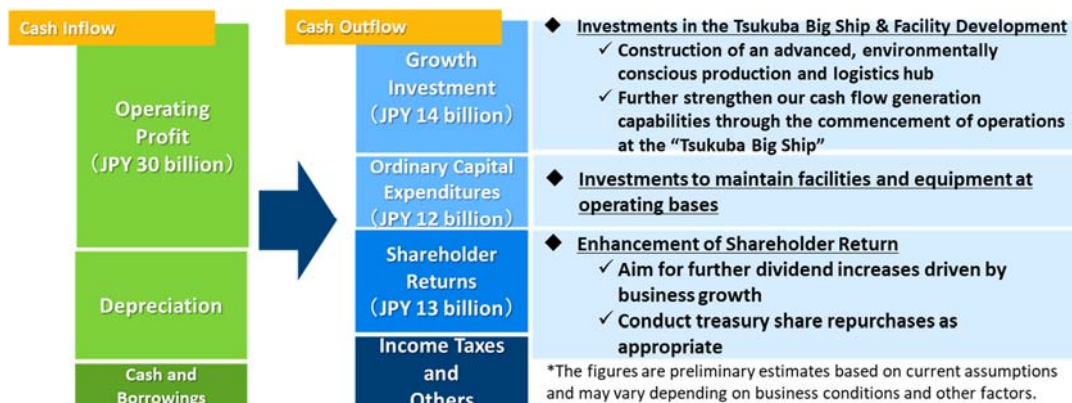 Cash Inflow
Operating
Profit
（JPY 30 billion）
Depreciation
Cash and
Borrowings
Cash Outflow
Growth
Investment
（JPY 14 billion）
Ordinary Capital
Expenditures
（JPY 12 billion）
Shareholder
Returns
（JPY 13 billion）
Income Taxes
and
Others
◆ Investments in the Tsukuba Big Ship & Facility Development
✓ Construction of an advanced, environmentally
conscious production and logistics hub
✓ Further strengthen our cash flow generation
capabilities through the commencement of operations
at the “Tsukuba Big Ship”
◆ Investments to maintain facilities and equipment at
operating bases
◆ Enhancement of Shareholder Return
✓ Aim for further dividend increases driven by
business growth
✓ Conduct treasury share repurchases as
appropriate
*The figures are preliminary estimates based on current assumptions
and may vary depending on business conditions and other factors.